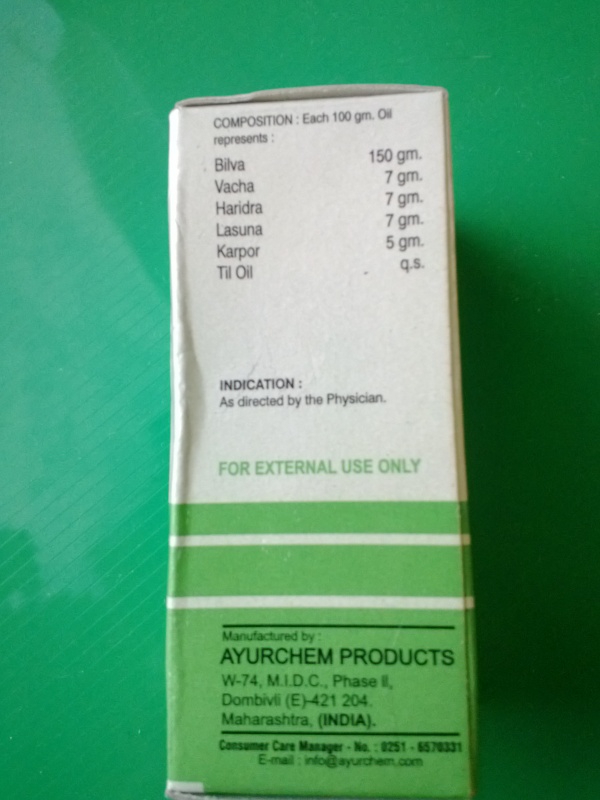 COMPOSITION : Each 100 gm. Oil
represents :
Bilva 150 gm.
Vacha 7 gm.
Haridra 7 gm.
Lasuna 7 gm.
Karpor 5 gm.
Til Oil q.s.
INDICATION :
As directed by the Physician.
FOR EXTERNAL USE ONLY
Manufactured by :
AYURCHEM PRODUCTS
W-74, M.I.D.C., Phase II,
Dombivli (E)-421 204.
Maharashtra, (INDIA).
Consumer Care Manager - No. : 0251 - 6570331
E-mail : info@ayurchem.com